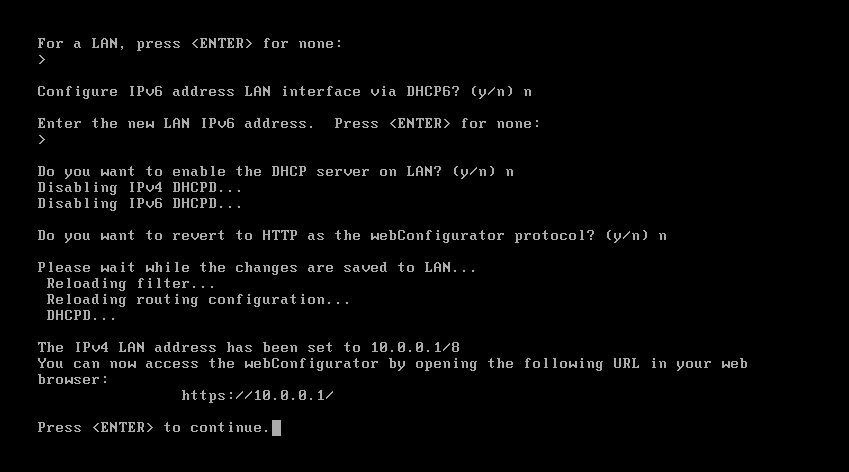 For a LAN, press <ENTER> for none:
>
Configure IPv6 address LAN interface via DHCP6? (y/n) n
Enter the new LAN IPv6 address.  Press <ENTER> for none:
>
Do you want to enable the DHCP server on LAN? (y/n) n
Disabling IPv4 DHCPD...
Disabling IPv6 DHCPD...
Do you want to revert to HTTP as the webConfigurator protocol? (y/n) n
Please wait while the changes are saved to LAN...
Reloading filter...
Reloading routing configuration...
DHCPD...
The IPv4 LAN address has been set to 10.0.0.1/8
You can now access the webConfigurator by opening the following URL in your web
browser:
https://10.0.0.1/
Press <ENTER> to continue.